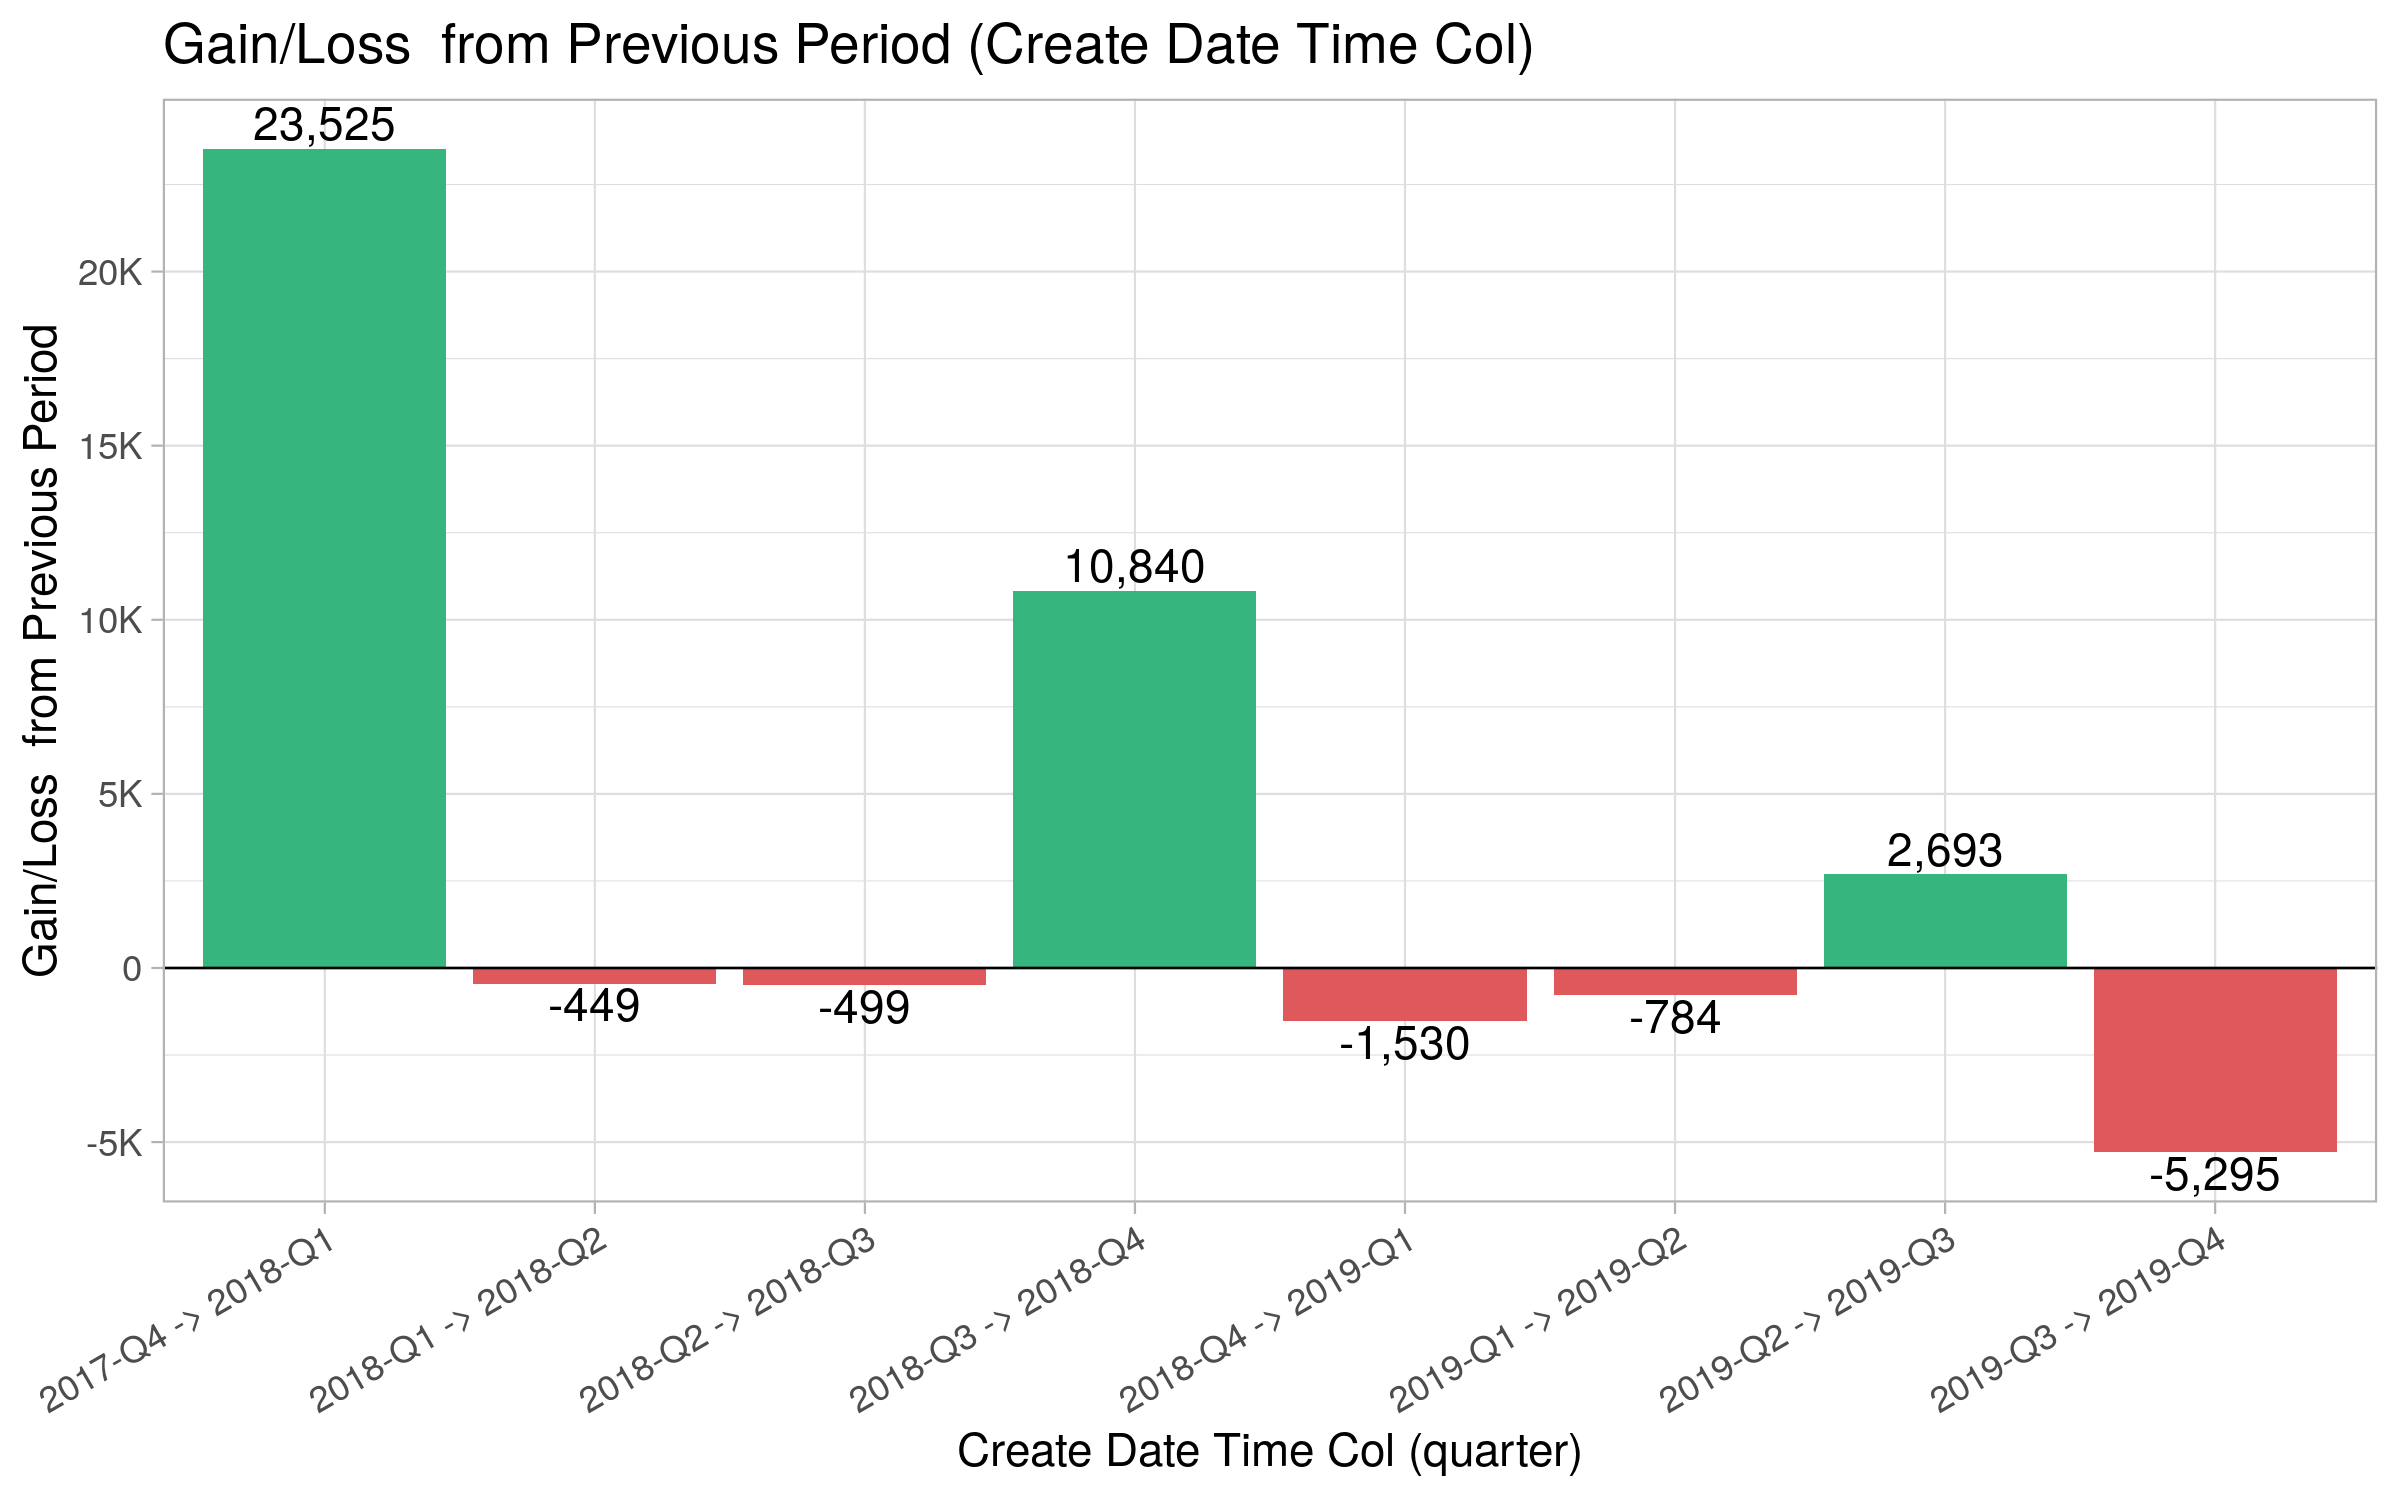 Gain/Loss  from Previous Period (Create Date Time Col)
Gain/Loss  from Previous Period
20K
15K
10K
5K
0
-5K
23,525
-449
-499
10,840
-1,530
-784
2,693
-5,295
2017-Q4 -> 2018-Q1
2018-Q1 -> 2018-Q2
2018-Q2 -> 2018-Q3
2018-Q3 -> 2018-Q4
2018-Q4 -> 2019-Q1
2019-Q1 -> 2019-Q2
2019-Q2 -> 2019-Q3
2019-Q3 -> 2019-Q4
Create Date Time Col (quarter)